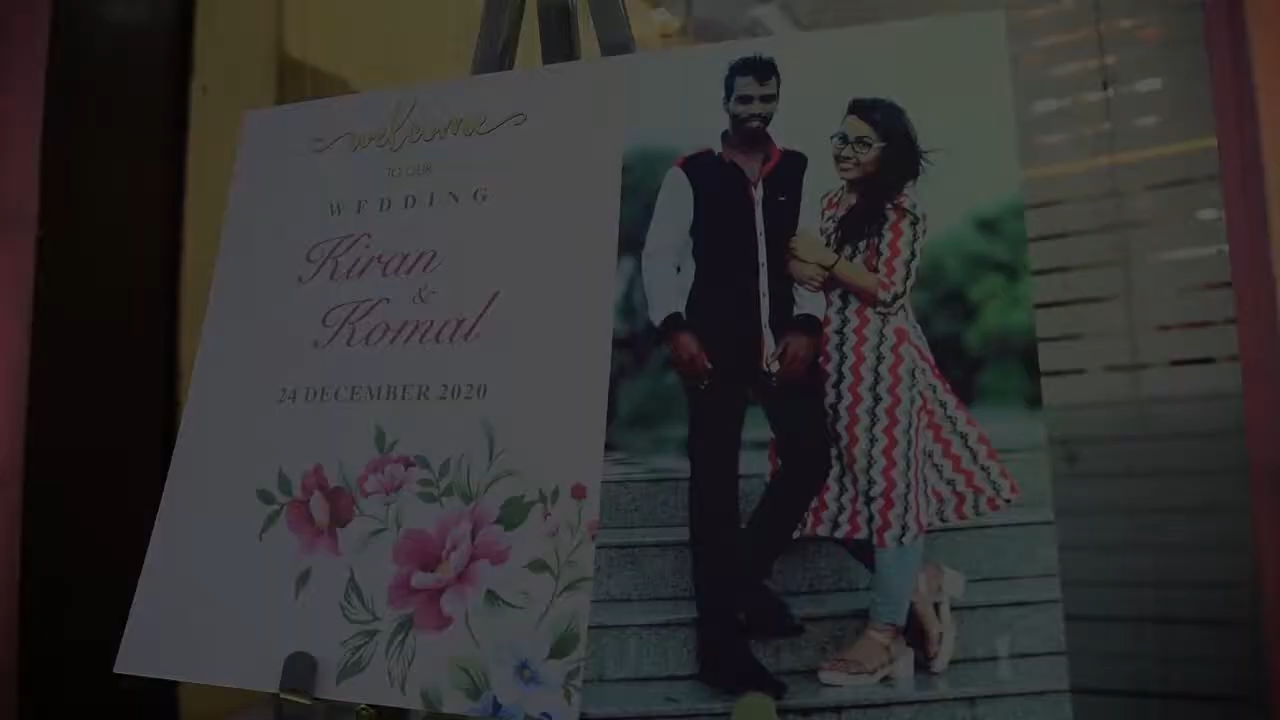 welcome
TO OUR
WEDDING
Kiran
&
Komal
24 DECEMBER 2020